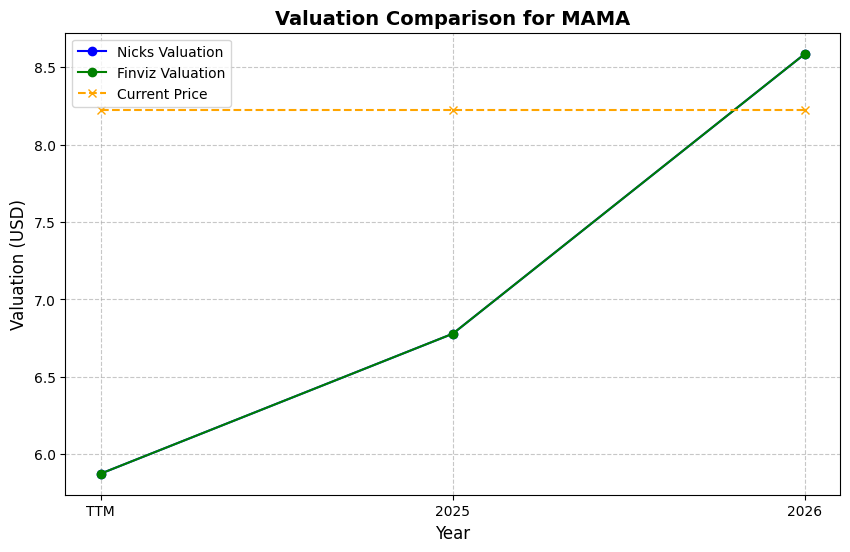 Valuation Comparison for MAMA
Nicks Valuation
Finviz Valuation
Current Price
Valuation (USD)
8.5
8.0
7.5
7.0
6.5
6.0
TTM
2025
2026
Year